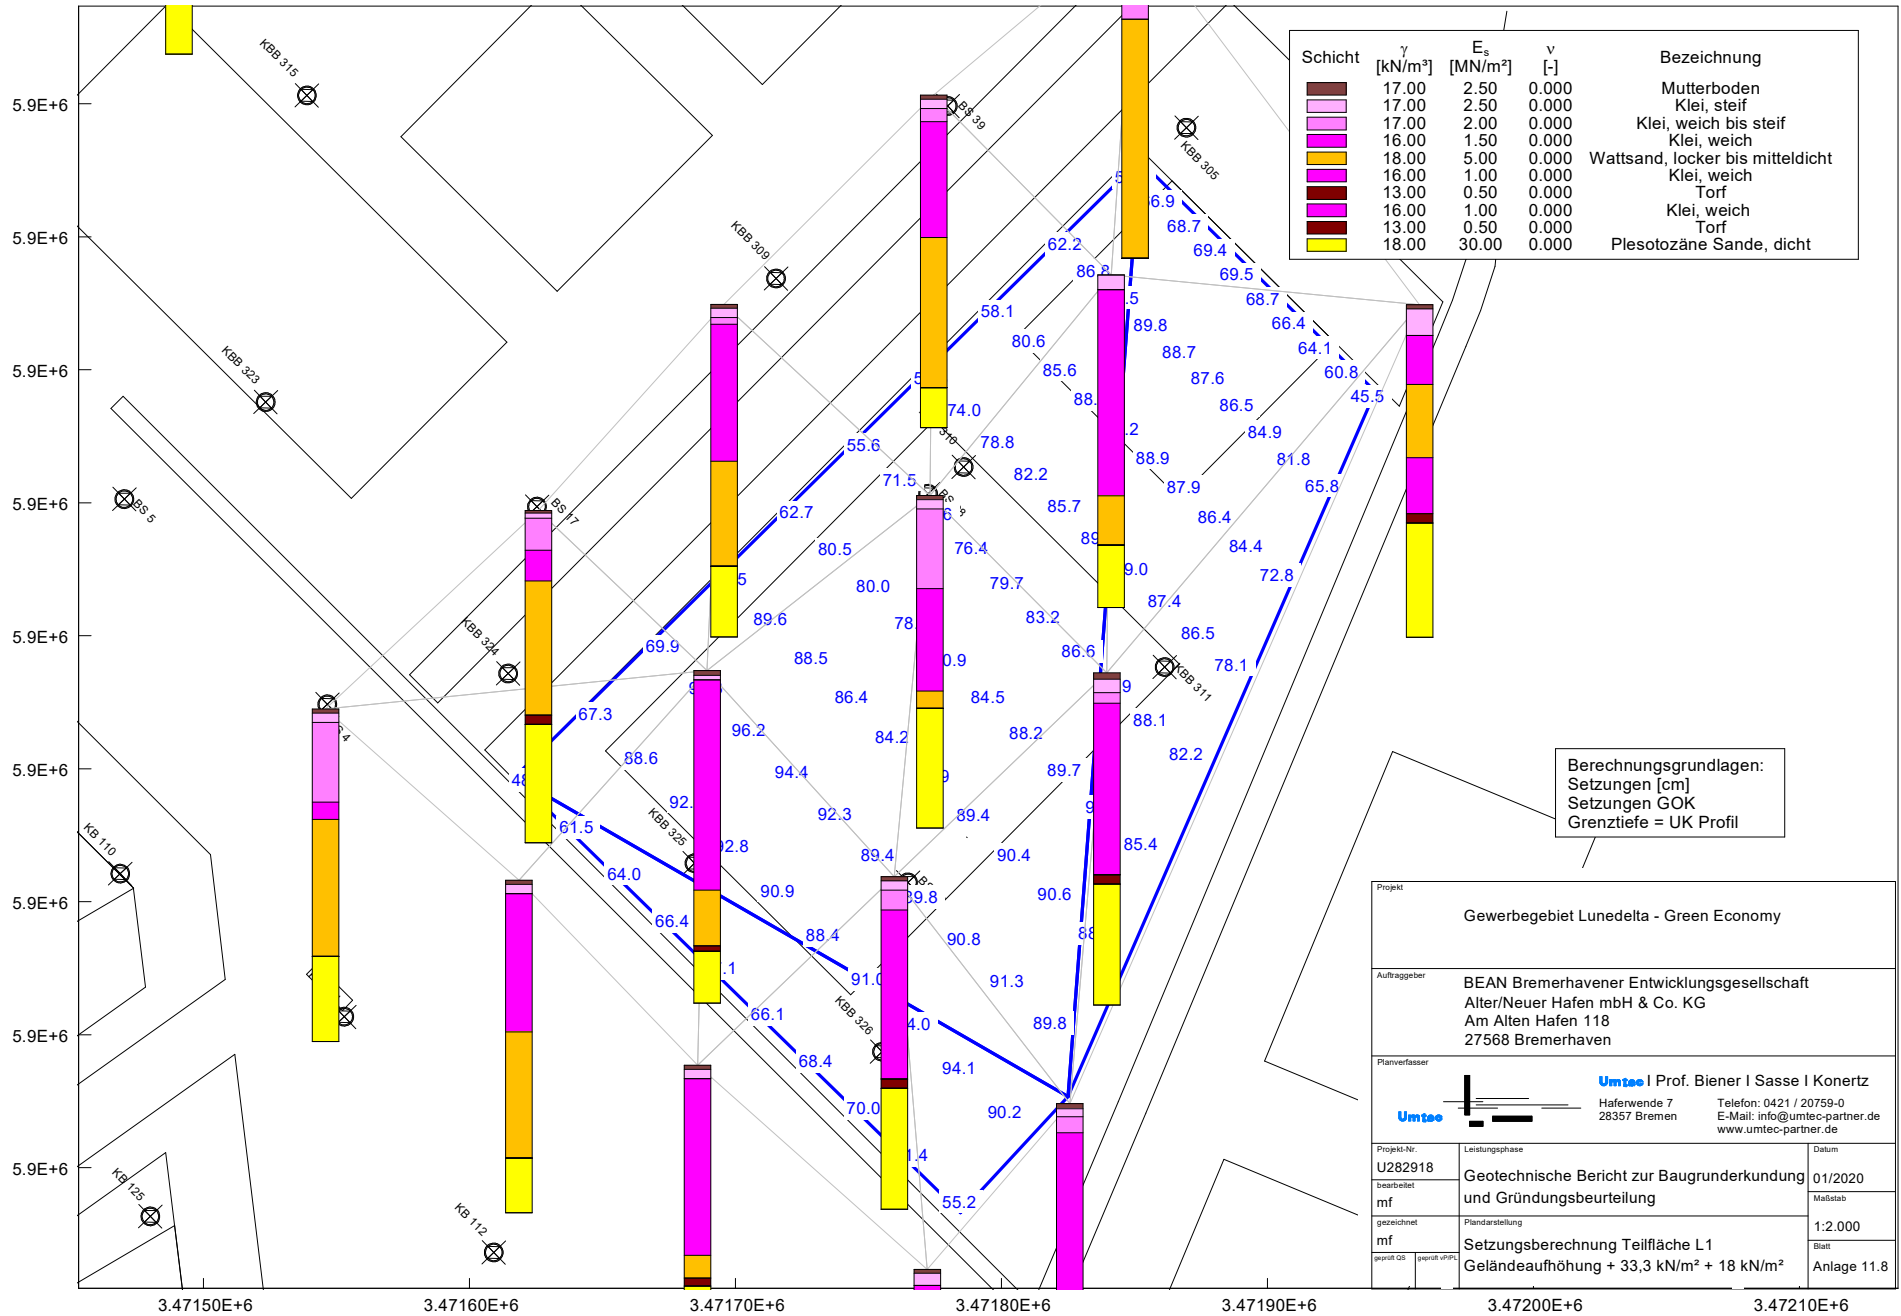 Schicht γ [kN/m³] Es [MN/m²] ν [-] Bezeichnung
17.00 2.50 0.000 Mutterboden
17.00 2.50 0.000 Klei, steif
17.00 2.00 0.000 Klei, weich bis steif
16.00 1.50 0.000 Klei, weich
18.00 5.00 0.000 Wattsand, locker bis mitteldicht
16.00 1.00 0.000 Klei, weich
13.00 0.50 0.000 Torf
16.00 1.00 0.000 Klei, weich
13.00 0.50 0.000 Torf
18.00 30.00 0.000 Plesotozäne Sande, dicht
5.9E+6
5.9E+6
5.9E+6
5.9E+6
5.9E+6
5.9E+6
5.9E+6
5.9E+6
5.9E+6
KBB 315
BS 39
KBB 305
KBB 309
KBB 323
BS 5
BS 17
KBB 324
KBB 311
KB 110
KBB 325
KBB 326
KB 125
KB 112
68.7
62.2
69.4
69.5
58.1
68.7
89.8
66.4
80.6
88.7
64.1
85.6
87.6
60.8
86.5
45.5
74.0
55.6
78.8
84.9
71.5
82.2
88.9
81.8
62.7
85.7
87.9
65.8
86.4
80.5
76.4
84.4
80.0
79.7
72.8
89.6
83.2
87.4
69.9
88.5
86.6
86.5
78.1
67.3
86.4
84.5
96.2
84.2
88.2
88.1
88.6
94.4
89.7
82.2
61.5
92.3
89.4
85.4
64.0
89.4
90.4
90.9
90.6
66.4
88.4
90.8
91.3
66.1
89.8
68.4
94.1
70.0
90.2
55.2
Berechnungsgrundlagen:
Setzungen [cm]
Setzungen GOK
Grenztiefe = UK Profil
Projekt
Gewerbegebiet Lunedelta - Green Economy
Auftraggeber
BEAN Bremerhavener Entwicklungsgesellschaft
Alter/Neuer Hafen mbH & Co. KG
Am Alten Hafen 118
27568 Bremerhaven
Planverfasser
Umtec I Prof. Biener I Sasse I Konertz
Umtec
Haferwende 7
28357 Bremen
Telefon: 0421 / 20759-0
E-Mail: info@umtec-partner.de
www.umtec-partner.de
Projekt-Nr.
U282918
Leistungsphase
Geotechnische Bericht zur Baugrunderkundung
und Gründungsbeurteilung
Datum
01/2020
bearbeitet
mf
Maßstab
1:2.000
gezeichnet
mf
Plandarstellung
Setzungsberechnung Teilfläche L1
Geländeaufhöhung + 33,3 kN/m² + 18 kN/m²
geprüft QS
geprüft vP/PL
Blatt
Anlage 11.8
3.47150E+6 3.47160E+6 3.47170E+6 3.47180E+6 3.47190E+6 3.47200E+6 3.47210E+6